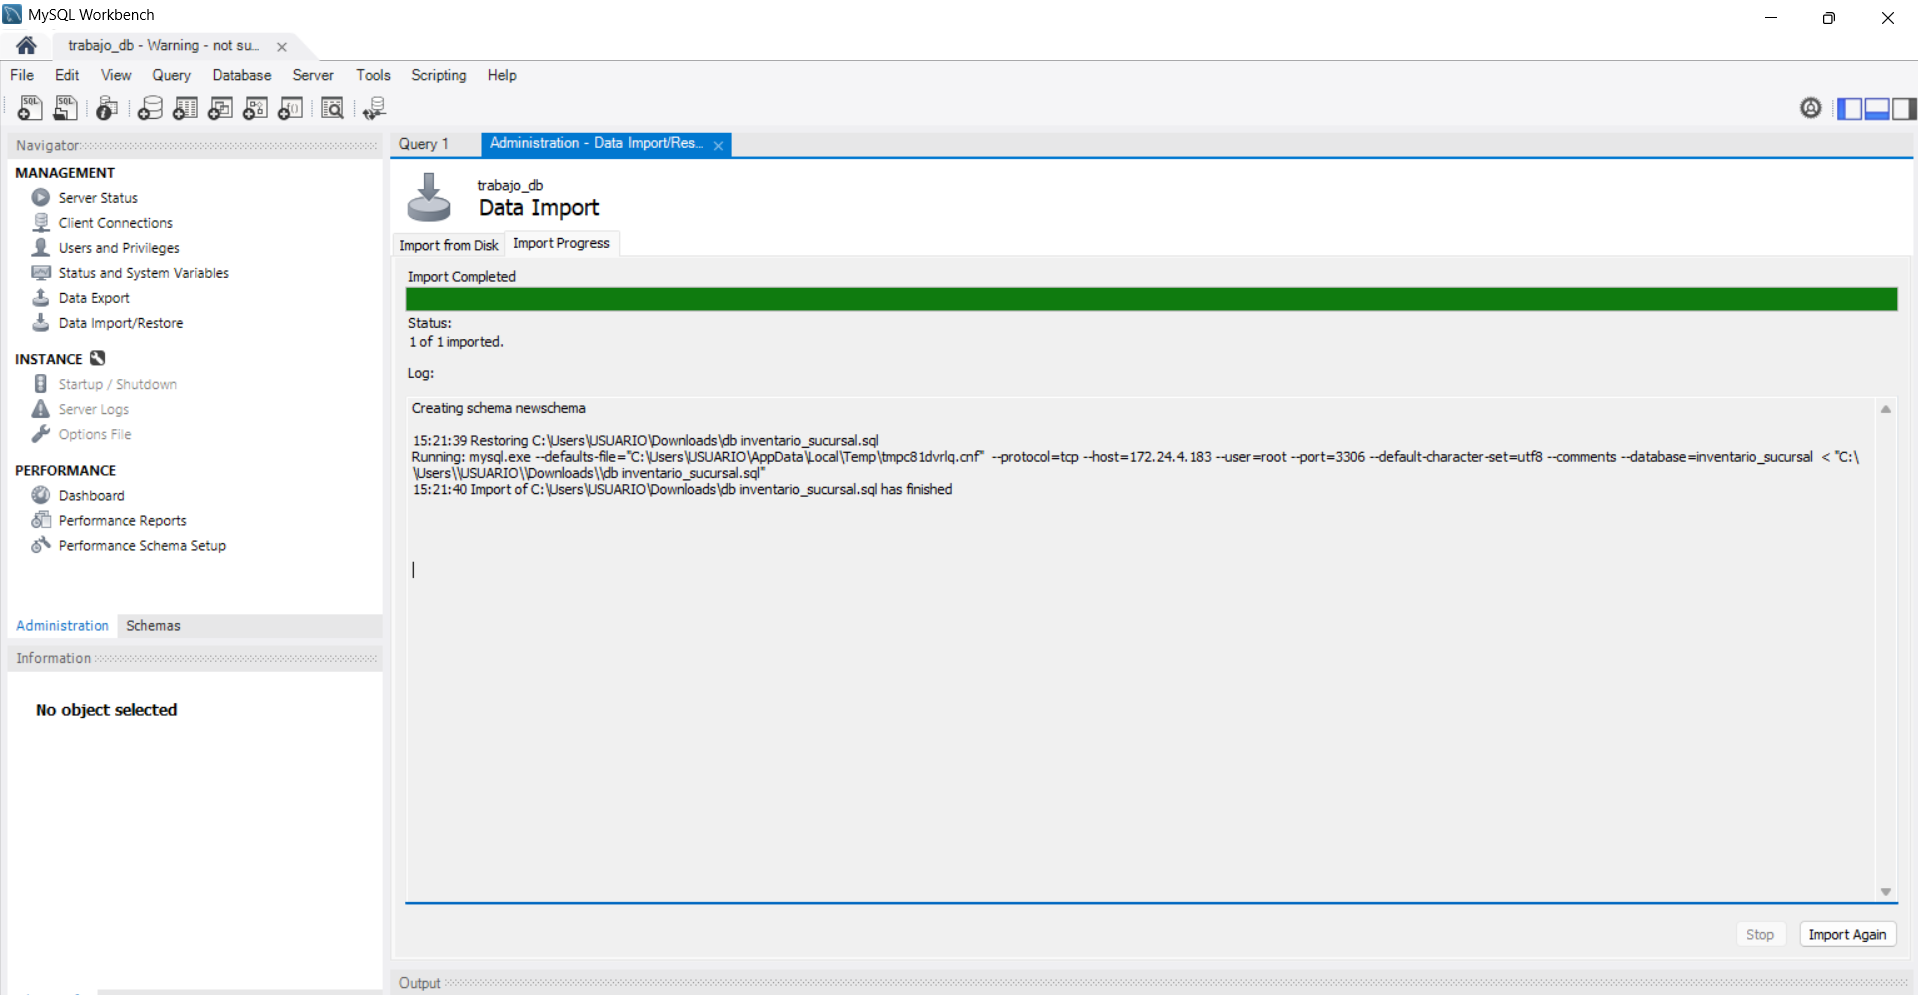 MySQL Workbench
trabajo_db - Warning - not su...
File Edit View Query Database Server Tools Scripting Help
Navigator
MANAGEMENT
Server Status
Client Connections
Users and Privileges
Status and System Variables
Data Export
Data Import/Restore
INSTANCE
Startup / Shutdown
Server Logs
Options File
PERFORMANCE
Dashboard
Performance Reports
Performance Schema Setup
Administration Schemas
Information
No object selected
Query 1 Administration - Data Import/Res...
trabajo_db
Data Import
Import from Disk Import Progress
Import Completed
Status:
1 of 1 imported.
Log:
Creating schema newschema
15:21:39 Restoring C:\Users\USUARIO\Downloads\db inventario_sucursal.sql
Running: mysql.exe --defaults-file="C:\Users\USUARIO\AppData\Local\Temp\tmpc81dvrlq.cnf" --protocol=tcp --host=172.24.4.183 --user=root --port=3306 --default-character-set=utf8 --comments --database=inventario_sucursal < "C:\
\Users\\USUARIO\\Downloads\\db inventario_sucursal.sql"
15:21:40 Import of C:\Users\USUARIO\Downloads\db inventario_sucursal.sql has finished
Stop Import Again
Output